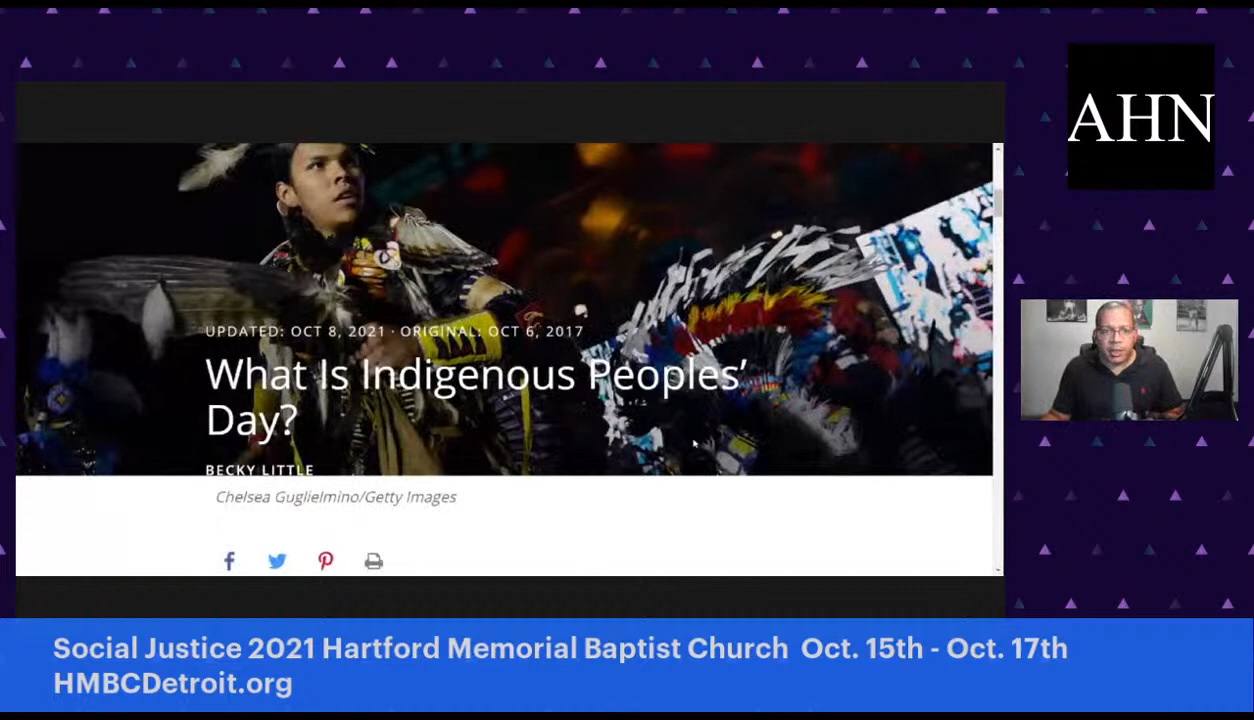 AHN
UPDATED: OCT 8, 2021 · ORIGINAL: OCT 6, 2017
What Is Indigenous Peoples'
Day?
BECKY LITTLE
Chelsea Guglielmino/Getty Images
Social Justice 2021 Hartford Memorial Baptist Church Oct. 15th - Oct. 17th
HMBCDetroit.org